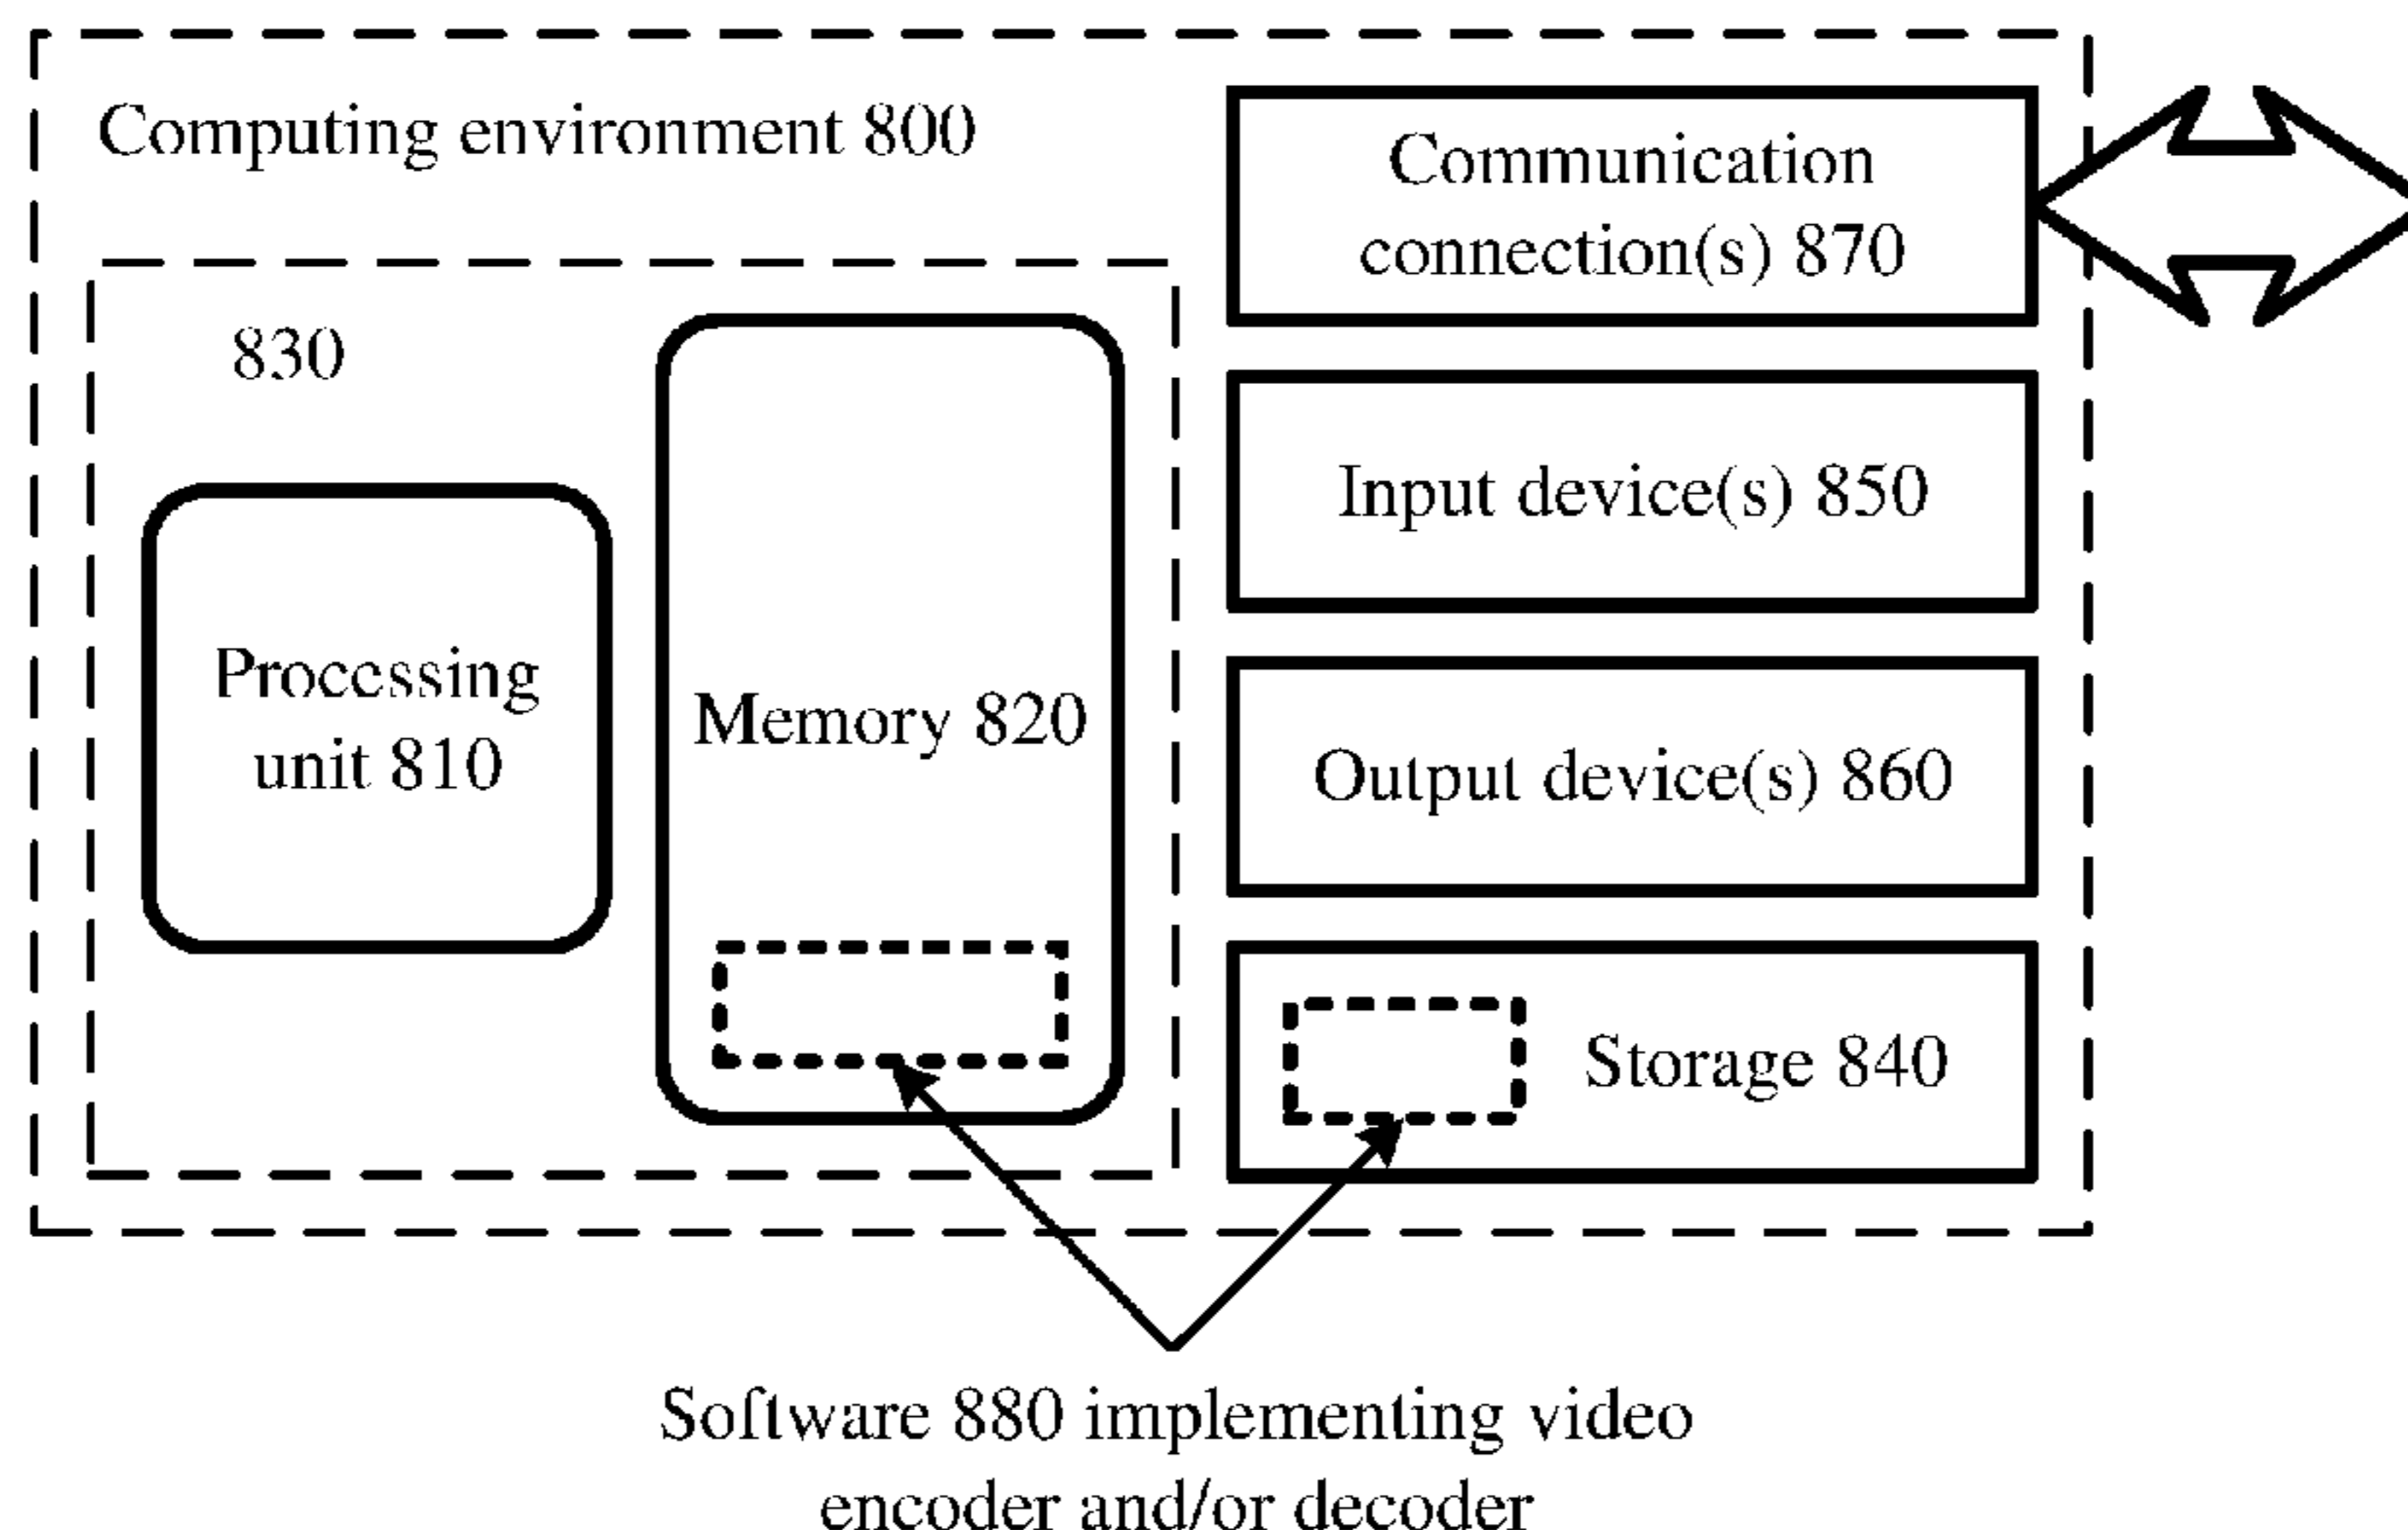 Computing environment 800
830
Processing
unit 810
Memory 820
Communication
connection(s) 870
Input device(s) 850
Output device(s) 860
Storage 840
Software 880 implementing video
encoder and/or decoder